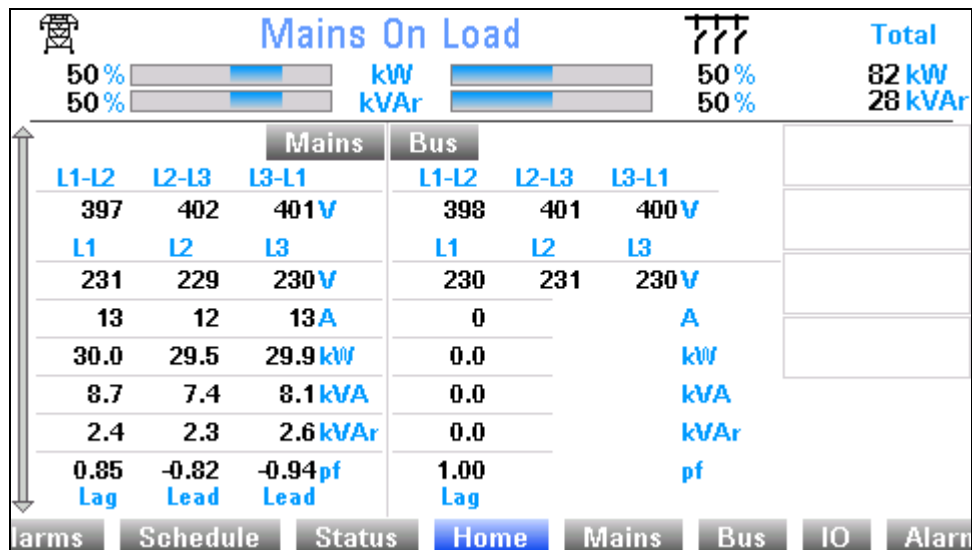 Mains On Load Total
50 % kW 50 % 82 kW
50 % kVAr 50 % 28 kVAr
Mains Bus
L1-L2 L2-L3 L3-L1 L1-L2 L2-L3 L3-L1
397 402 401 V 398 401 400 V
L1 L2 L3 L1 L2 L3
231 229 230 V 230 231 230 V
13 12 13 A 0 A
30.0 29.5 29.9 kW 0.0 kW
8.7 7.4 8.1 kVA 0.0 kVA
2.4 2.3 2.6 kVAr 0.0 kVAr
0.85 -0.82 -0.94 pf 1.00 pf
Lag Lead Lead Lag
larms Schedule Status Home Mains Bus IO Alarr